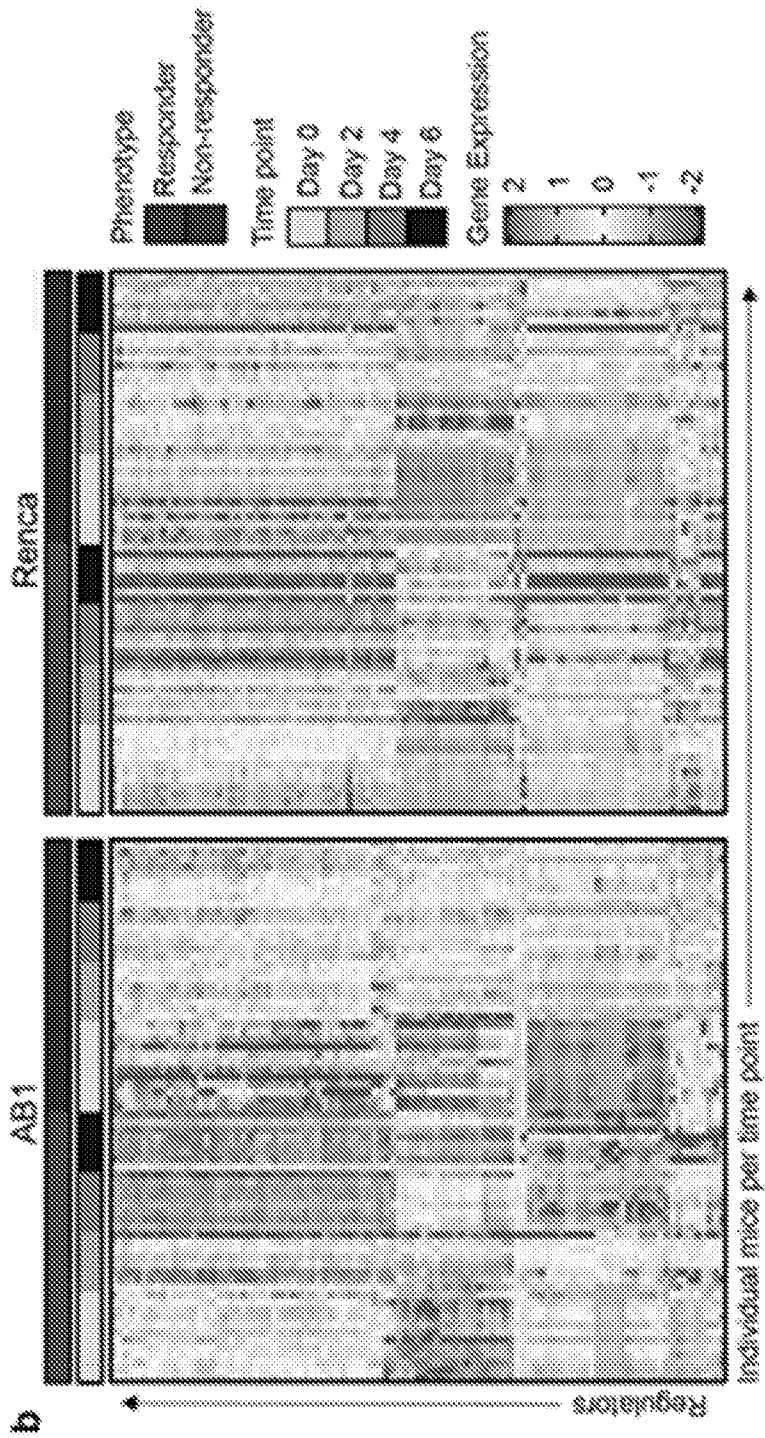 b
AB1
Renca
Phenotype
Responder
Non-responder
Time point
Day 0
Day 2
Day 4
Day 6
Gene Expression
2
1
0
-1
-2
Regulators
Individual mice per time point